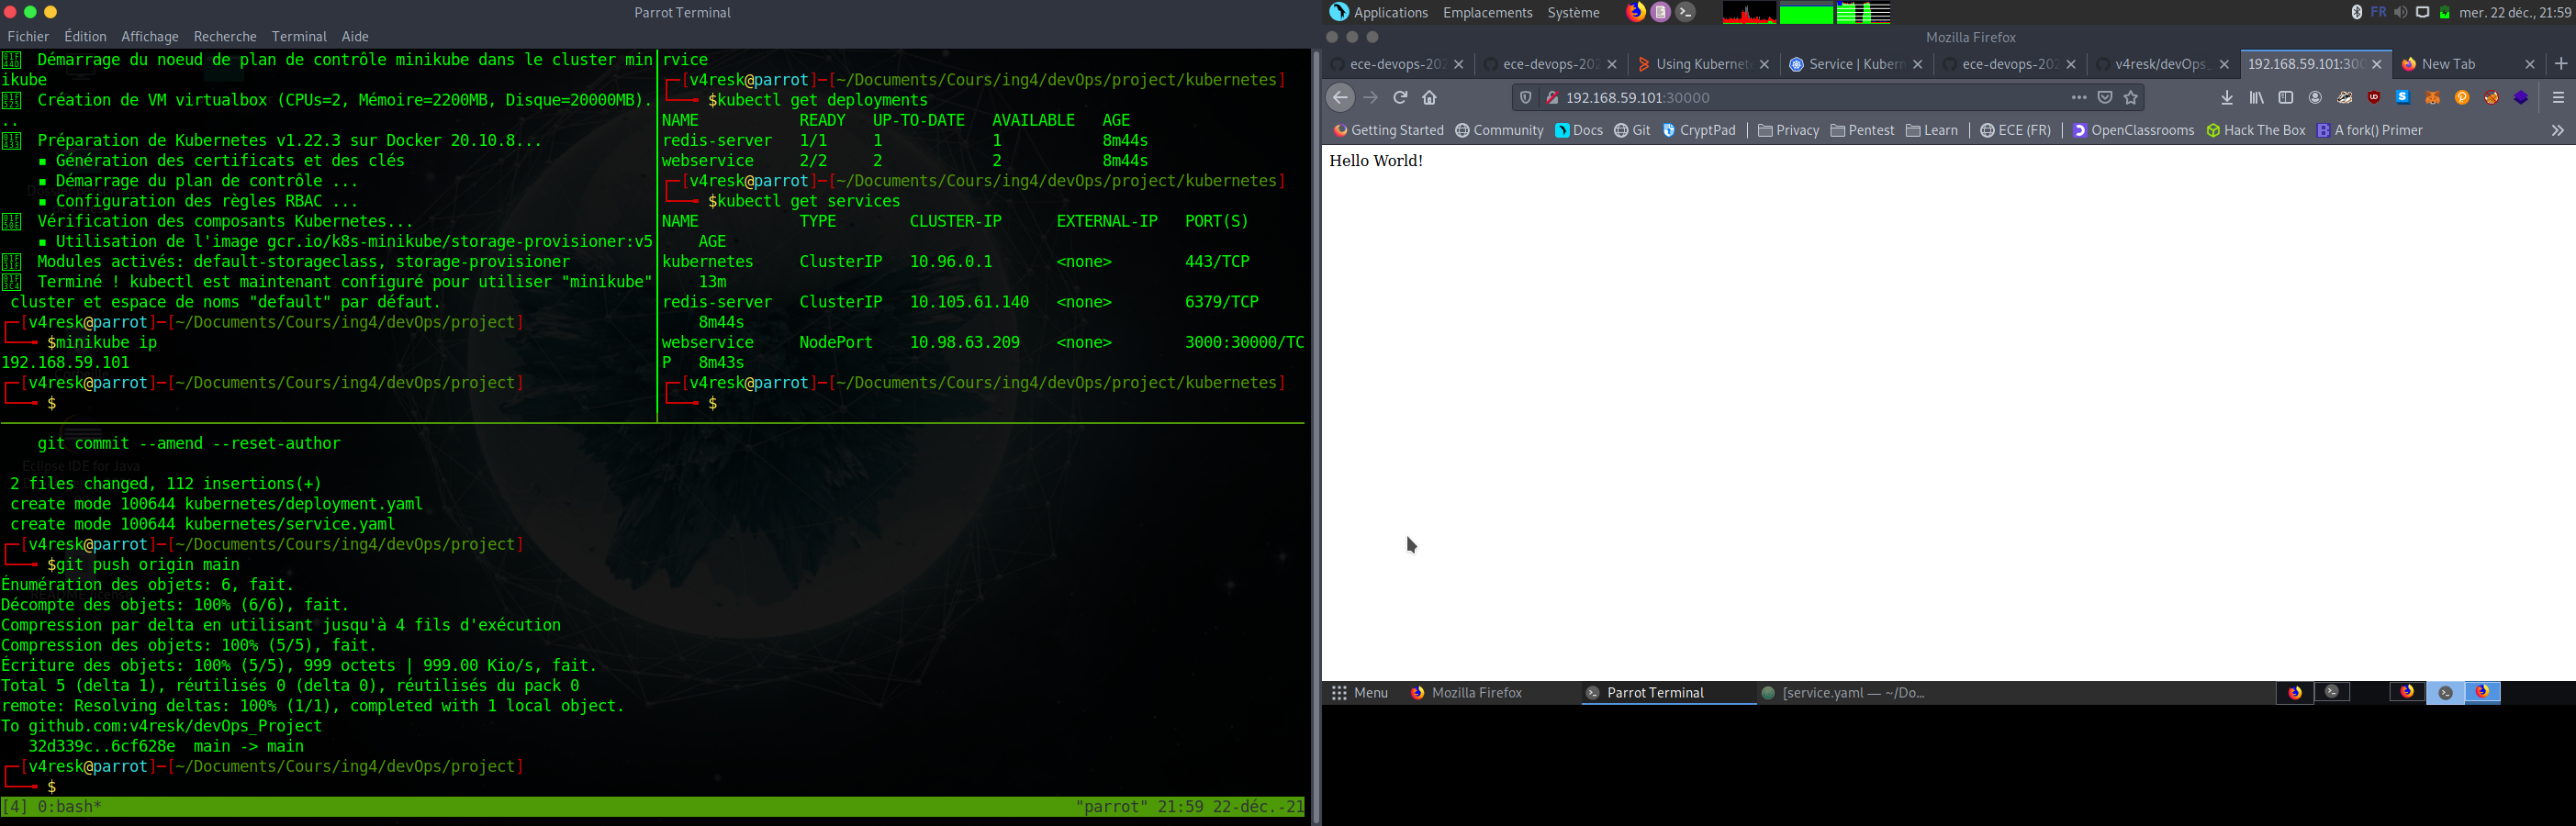 Parrot Terminal
Fichier Édition Affichage Recherche Terminal Aide
Démarrage du noeud de plan de contrôle minikube dans le cluster min
ikube
Création de VM virtualbox (CPUs=2, Mémoire=2200MB, Disque=20000MB).
..
Préparation de Kubernetes v1.22.3 sur Docker 20.10.8...
▪ Génération des certificats et des clés
▪ Démarrage du plan de contrôle ...
▪ Configuration des règles RBAC ...
Vérification des composants Kubernetes...
▪ Utilisation de l'image gcr.io/k8s-minikube/storage-provisioner:v5
Modules activés: default-storageclass, storage-provisioner
Terminé ! kubectl est maintenant configuré pour utiliser "minikube"
cluster et espace de noms "default" par défaut.
[v4resk@parrot]-[~/Documents/Cours/ing4/devOps/project]
$minikube ip
192.168.59.101
[v4resk@parrot]-[~/Documents/Cours/ing4/devOps/project]
$
rvice
[v4resk@parrot]-[~/Documents/Cours/ing4/devOps/project/kubernetes]
$kubectl get deployments
NAME READY UP-TO-DATE AVAILABLE AGE
redis-server 1/1 1 1 8m44s
webservice 2/2 2 2 8m44s
[v4resk@parrot]-[~/Documents/Cours/ing4/devOps/project/kubernetes]
$kubectl get services
NAME TYPE CLUSTER-IP EXTERNAL-IP PORT(S)
AGE
kubernetes ClusterIP 10.96.0.1 <none> 443/TCP
13m
redis-server ClusterIP 10.105.61.140 <none> 6379/TCP
8m44s
webservice NodePort 10.98.63.209 <none> 3000:30000/TC
P 8m43s
[v4resk@parrot]-[~/Documents/Cours/ing4/devOps/project/kubernetes]
$
git commit --amend --reset-author
Eclipse IDE for Java
2 files changed, 112 insertions(+)
create mode 100644 kubernetes/deployment.yaml
create mode 100644 kubernetes/service.yaml
[v4resk@parrot]-[~/Documents/Cours/ing4/devOps/project]
$git push origin main
Énumération des objets: 6, fait.
Décompte des objets: 100% (6/6), fait.
Compression par delta en utilisant jusqu'à 4 fils d'exécution
Compression des objets: 100% (5/5), fait.
Écriture des objets: 100% (5/5), 999 octets | 999.00 Kio/s, fait.
Total 5 (delta 1), réutilisés 0 (delta 0), réutilisés du pack 0
remote: Resolving deltas: 100% (1/1), completed with 1 local object.
To github.com:v4resk/devOps_Project
32d339c..6cf628e main -> main
[v4resk@parrot]-[~/Documents/Cours/ing4/devOps/project]
$
[4] 0:bash* "parrot" 21:59 22-déc.-21
Applications Emplacements Système FR mer. 22 déc., 21:59
Mozilla Firefox
ece-devops-202 ece-devops-202 Using Kubernet Service | Kubern ece-devops-202 v4resk/devOps_ 192.168.59.101:300 New Tab
192.168.59.101:30000
Getting Started Community Docs Git CryptPad Privacy Pentest Learn ECE (FR) OpenClassrooms Hack The Box A fork() Primer
Hello World!
Menu Mozilla Firefox Parrot Terminal [service.yaml — ~/Do...